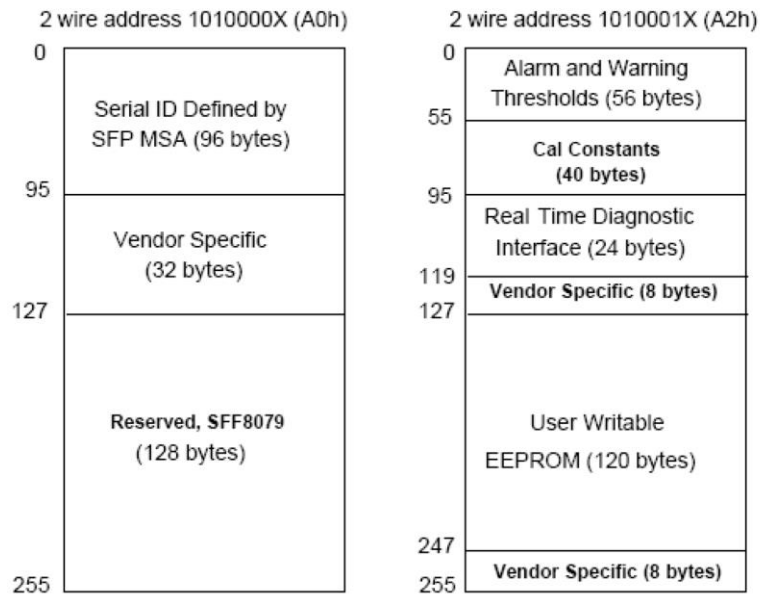 2 wire address 1010000X (A0h)
0
Serial ID Defined by
SFP MSA (96 bytes)
95
Vendor Specific
(32 bytes)
127
Reserved, SFF8079
(128 bytes)
255
2 wire address 1010001X (A2h)
0
Alarm and Warning
Thresholds (56 bytes)
55
Cal Constants
(40 bytes)
95
Real Time Diagnostic
Interface (24 bytes)
119
Vendor Specific (8 bytes)
127
User Writable
EEPROM (120 bytes)
247
Vendor Specific (8 bytes)
255